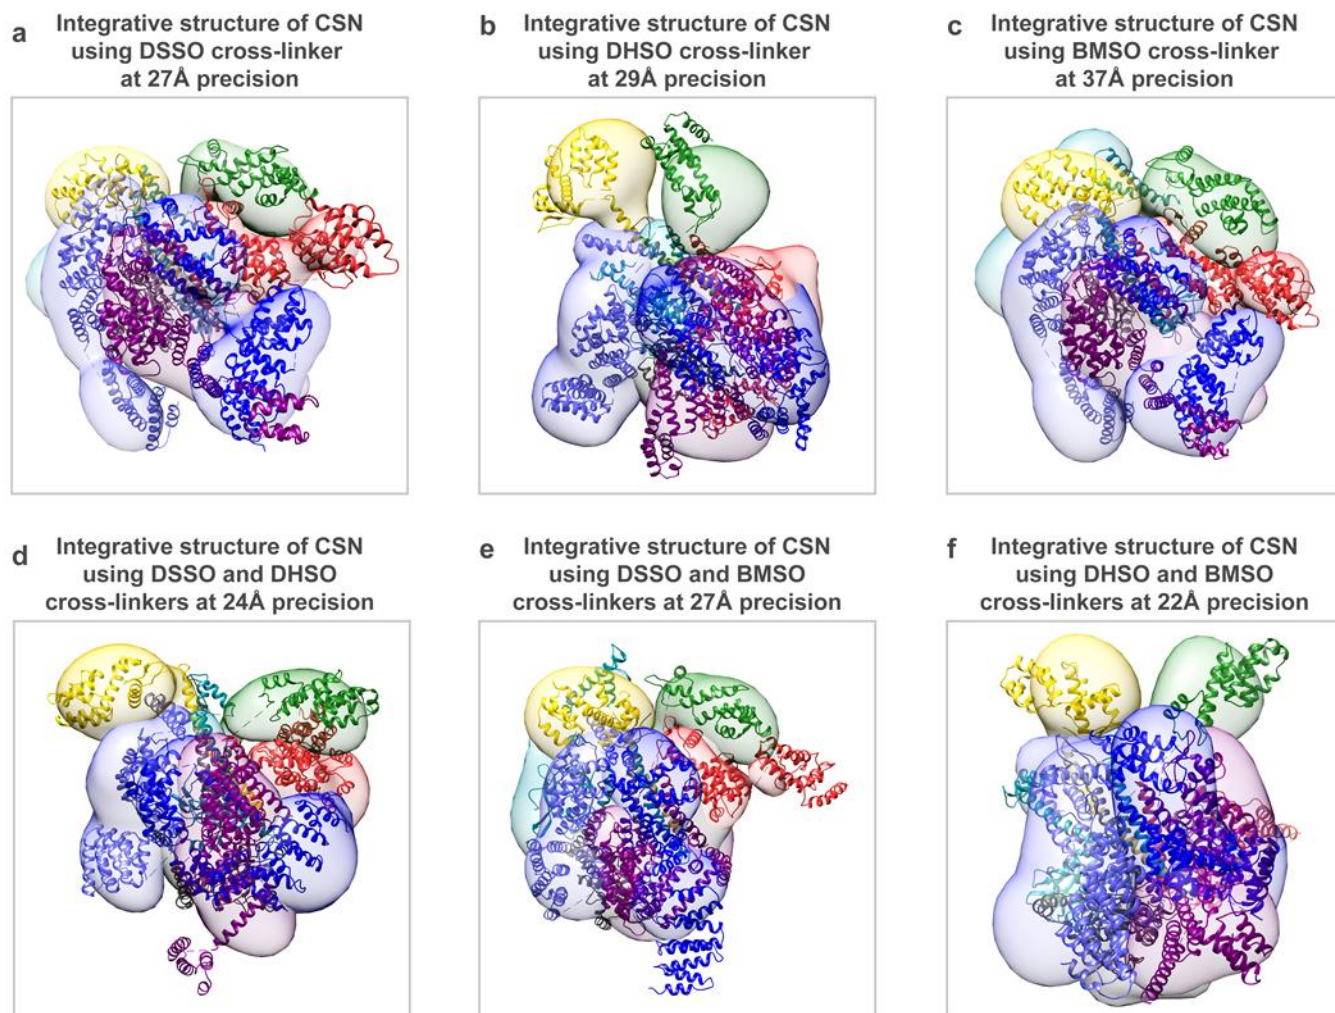 a
Integrative structure of CSN
using DSSO cross-linker
at 27Å precision
b
Integrative structure of CSN
using DHSO cross-linker
at 29Å precision
c
Integrative structure of CSN
using BMSO cross-linker
at 37Å precision
d
Integrative structure of CSN
using DSSO and DHSO
cross-linkers at 24Å precision
e
Integrative structure of CSN
using DSSO and BMSO
cross-linkers at 27Å precision
f
Integrative structure of CSN
using DHSO and BMSO
cross-linkers at 22Å precision